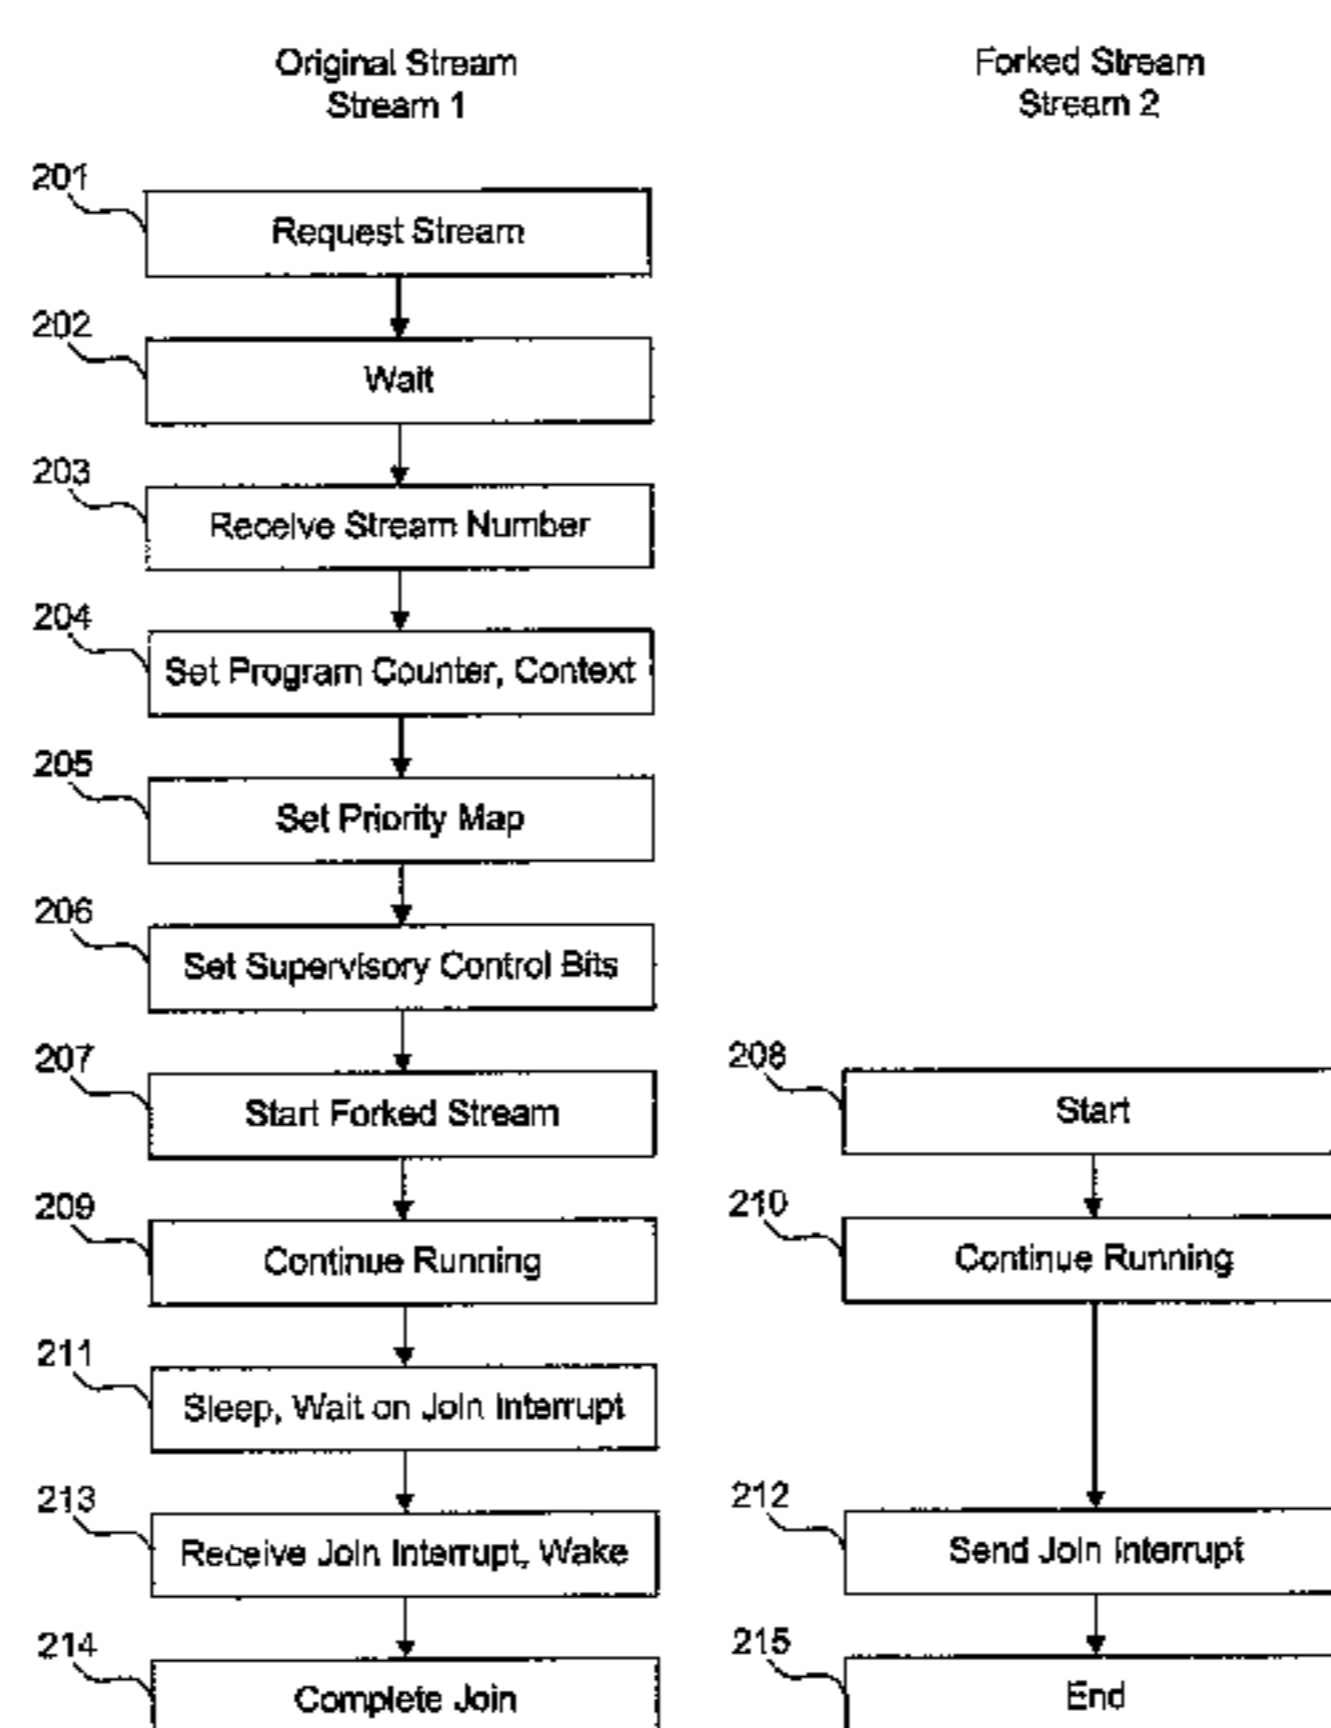 Original Stream
Stream 1
Forked Stream
Stream 2
201
Request Stream
202
Wait
203
Receive Stream Number
204
Set Program Counter, Context
205
Set Priority Map
206
Set Supervisory Control Bits
207
Start Forked Stream
208
Start
209
Continue Running
210
Continue Running
211
Sleep, Wait on Join Interrupt
213
Receive Join Interrupt, Wake
212
Send Join Interrupt
214
Complete Join
215
End